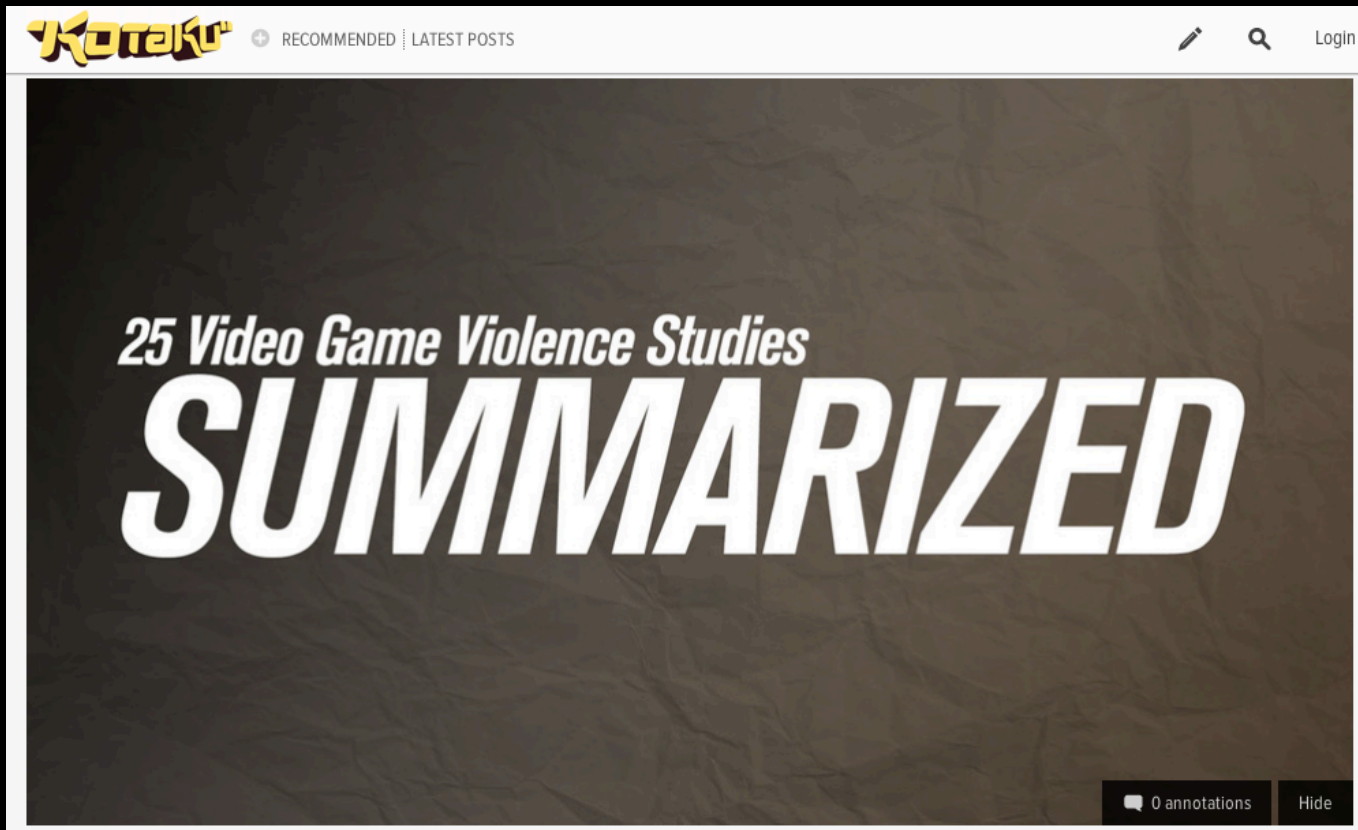 KOTAKU
RECOMMENDED LATEST POSTS
Login
25 Video Game Violence Studies
SUMMARIZED
0 annotations
Hide